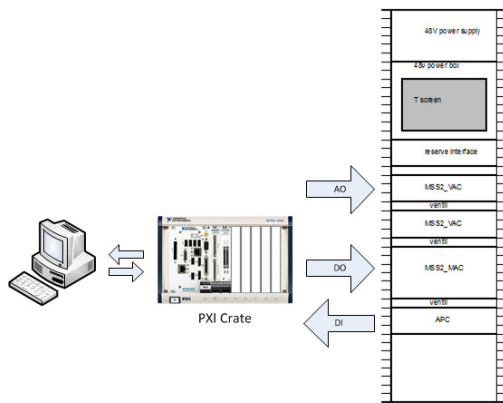 48V power supply
48v power box
T screen
reserve interface
AO
MSS2_VAC
ventil
MSS2_VAC
ventil
DO
MSS2_MAC
ventil
DI
APC
PXI
PXI Crate